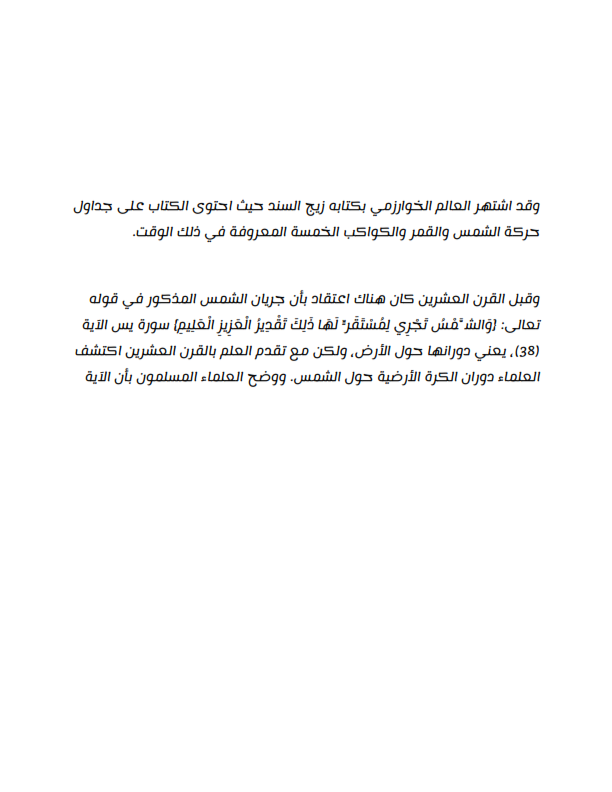 وقد اشتهر العالم الخوارزمي بكتابه زيج السند حيث احتوى الكتاب على جداول
حركة الشمس والقمر والكواكب الخمسة المعروفة في ذلك الوقت.
وقبل القرن العشرين كان هناك اعتقاد بأن جريان الشمس المذكور في قوله
تعالى: {وَالشَّمْسُ تَجْرِي لِمُسْتَقَرٍّ لَهَا ذَلِكَ تَقْدِيرُ الْعَزِيزِ الْعَلِيمِ} سورة يس الآية
(38)، يعني دورانها حول الأرض، ولكن مع تقدم العلم بالقرن العشرين اكتشف
العلماء دوران الكرة الأرضية حول الشمس. ووضح العلماء المسلمون بأن الآية